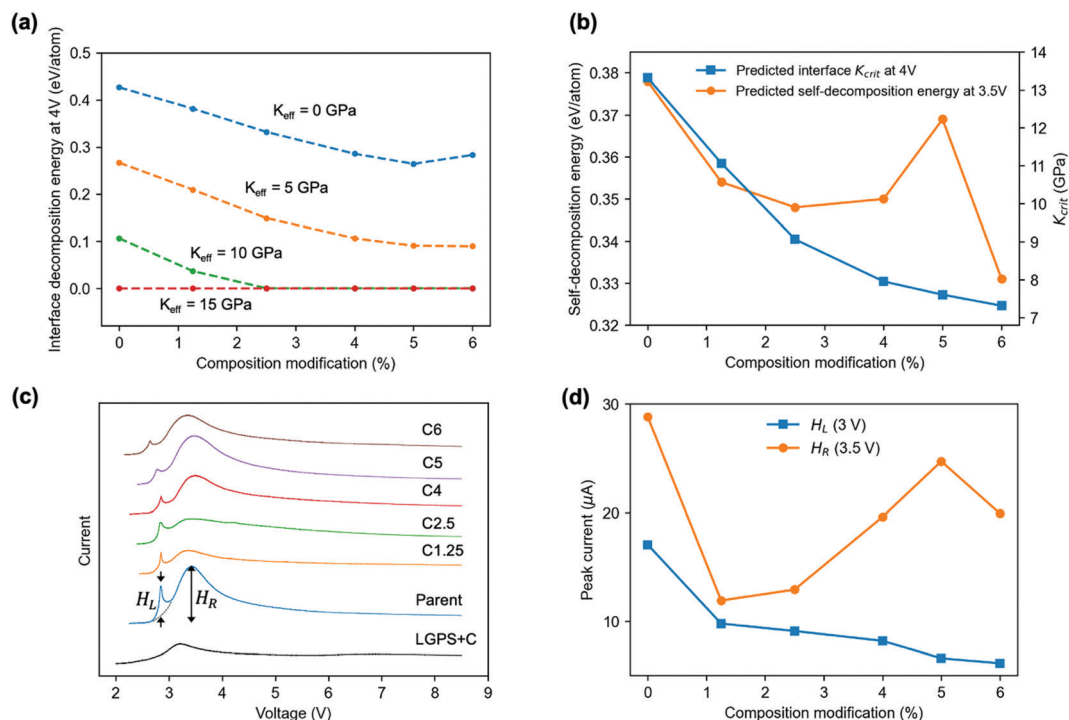 (a)
Interface decomposition energy at 4V (eV/atom)
0.5
0.4
0.3
0.2
0.1
0.0
K_eff = 0 GPa
K_eff = 5 GPa
K_eff = 10 GPa
K_eff = 15 GPa
0 1 2 3 4 5 6
Composition modification (%)
(b)
Self-decomposition energy (eV/atom)
0.38
0.37
0.36
0.35
0.34
0.33
0.32
Predicted interface K_crit at 4V
Predicted self-decomposition energy at 3.5V
14
13
12
11
10
9
8
7
K_crit (GPa)
0 1 2 3 4 5 6
Composition modification (%)
(c)
Current
C6
C5
C4
C2.5
C1.25
Parent
LGPS+C
H_L
H_R
2 3 4 5 6 7 8 9
Voltage (V)
(d)
Peak current (μA)
30
20
10
H_L (3 V)
H_R (3.5 V)
0 1 2 3 4 5 6
Composition modification (%)